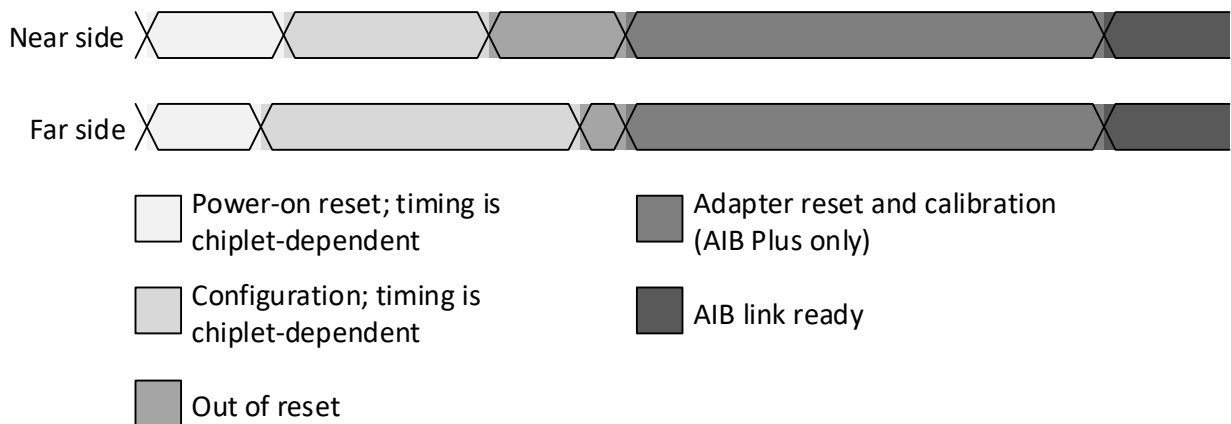 Near side
Far side
Power-on reset; timing is
chiplet-dependent
Configuration; timing is
chiplet-dependent
Out of reset
Adapter reset and calibration
(AIB Plus only)
AIB link ready